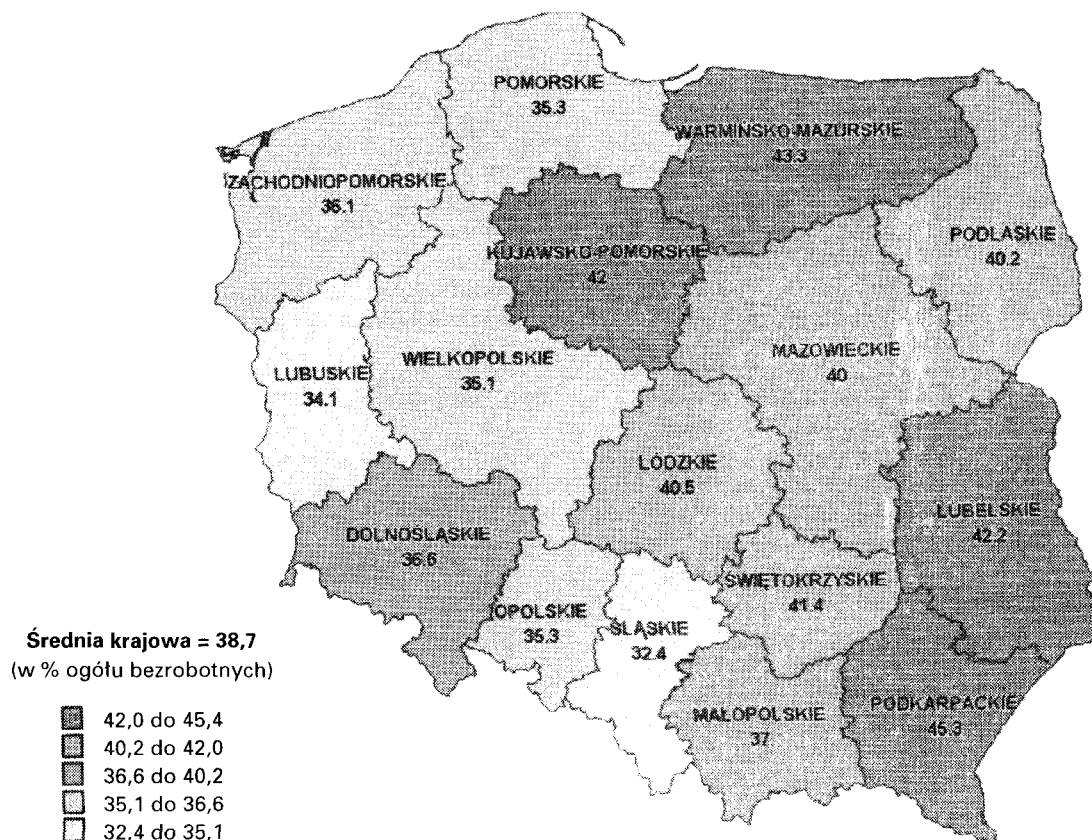 POMORSKIE
35.3
WARMIŃSKO-MAZURSKIE
43.3
ZACHODNIOPOMORSKIE
KUJAWSKO-POMORSKIE
42
PODLASKIE
40.2
LUBUSKIE
34.1
WIELKOPOLSKIE
35.1
MAZOWIECKIE
40
ŁÓDZKIE
40.5
DOLNOŚLĄSKIE
36.6
LUBELSKIE
42.2
OPOLSKIE
35.3
ŚLĄSKIE
32.4
ŚWIĘTOKRZYSKIE
41.4
MAŁOPOLSKIE
37
PODKARPACKIE
45.3
Średnia krajowa = 38,7
(w % ogółu bezrobotnych)
42,0 do 45,4
40,2 do 42,0
36,6 do 40,2
35,1 do 36,6
32,4 do 35,1